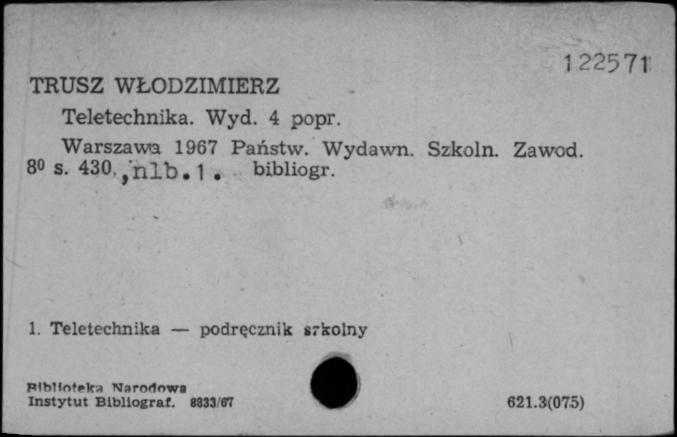 122571
TRUSZ WŁODZIMIERZ
Teletechnika. Wyd. 4 popr.
Warszawa 1967 Państw. Wydawn. Szkoln. Zawod.
8⁰ s. 430, ,nlb.1. bibliogr.
1. Teletechnika — podręcznik szkolny
Biblioteka Narodowa
Instytut Bibliograf. 8833/67
621.3(075)